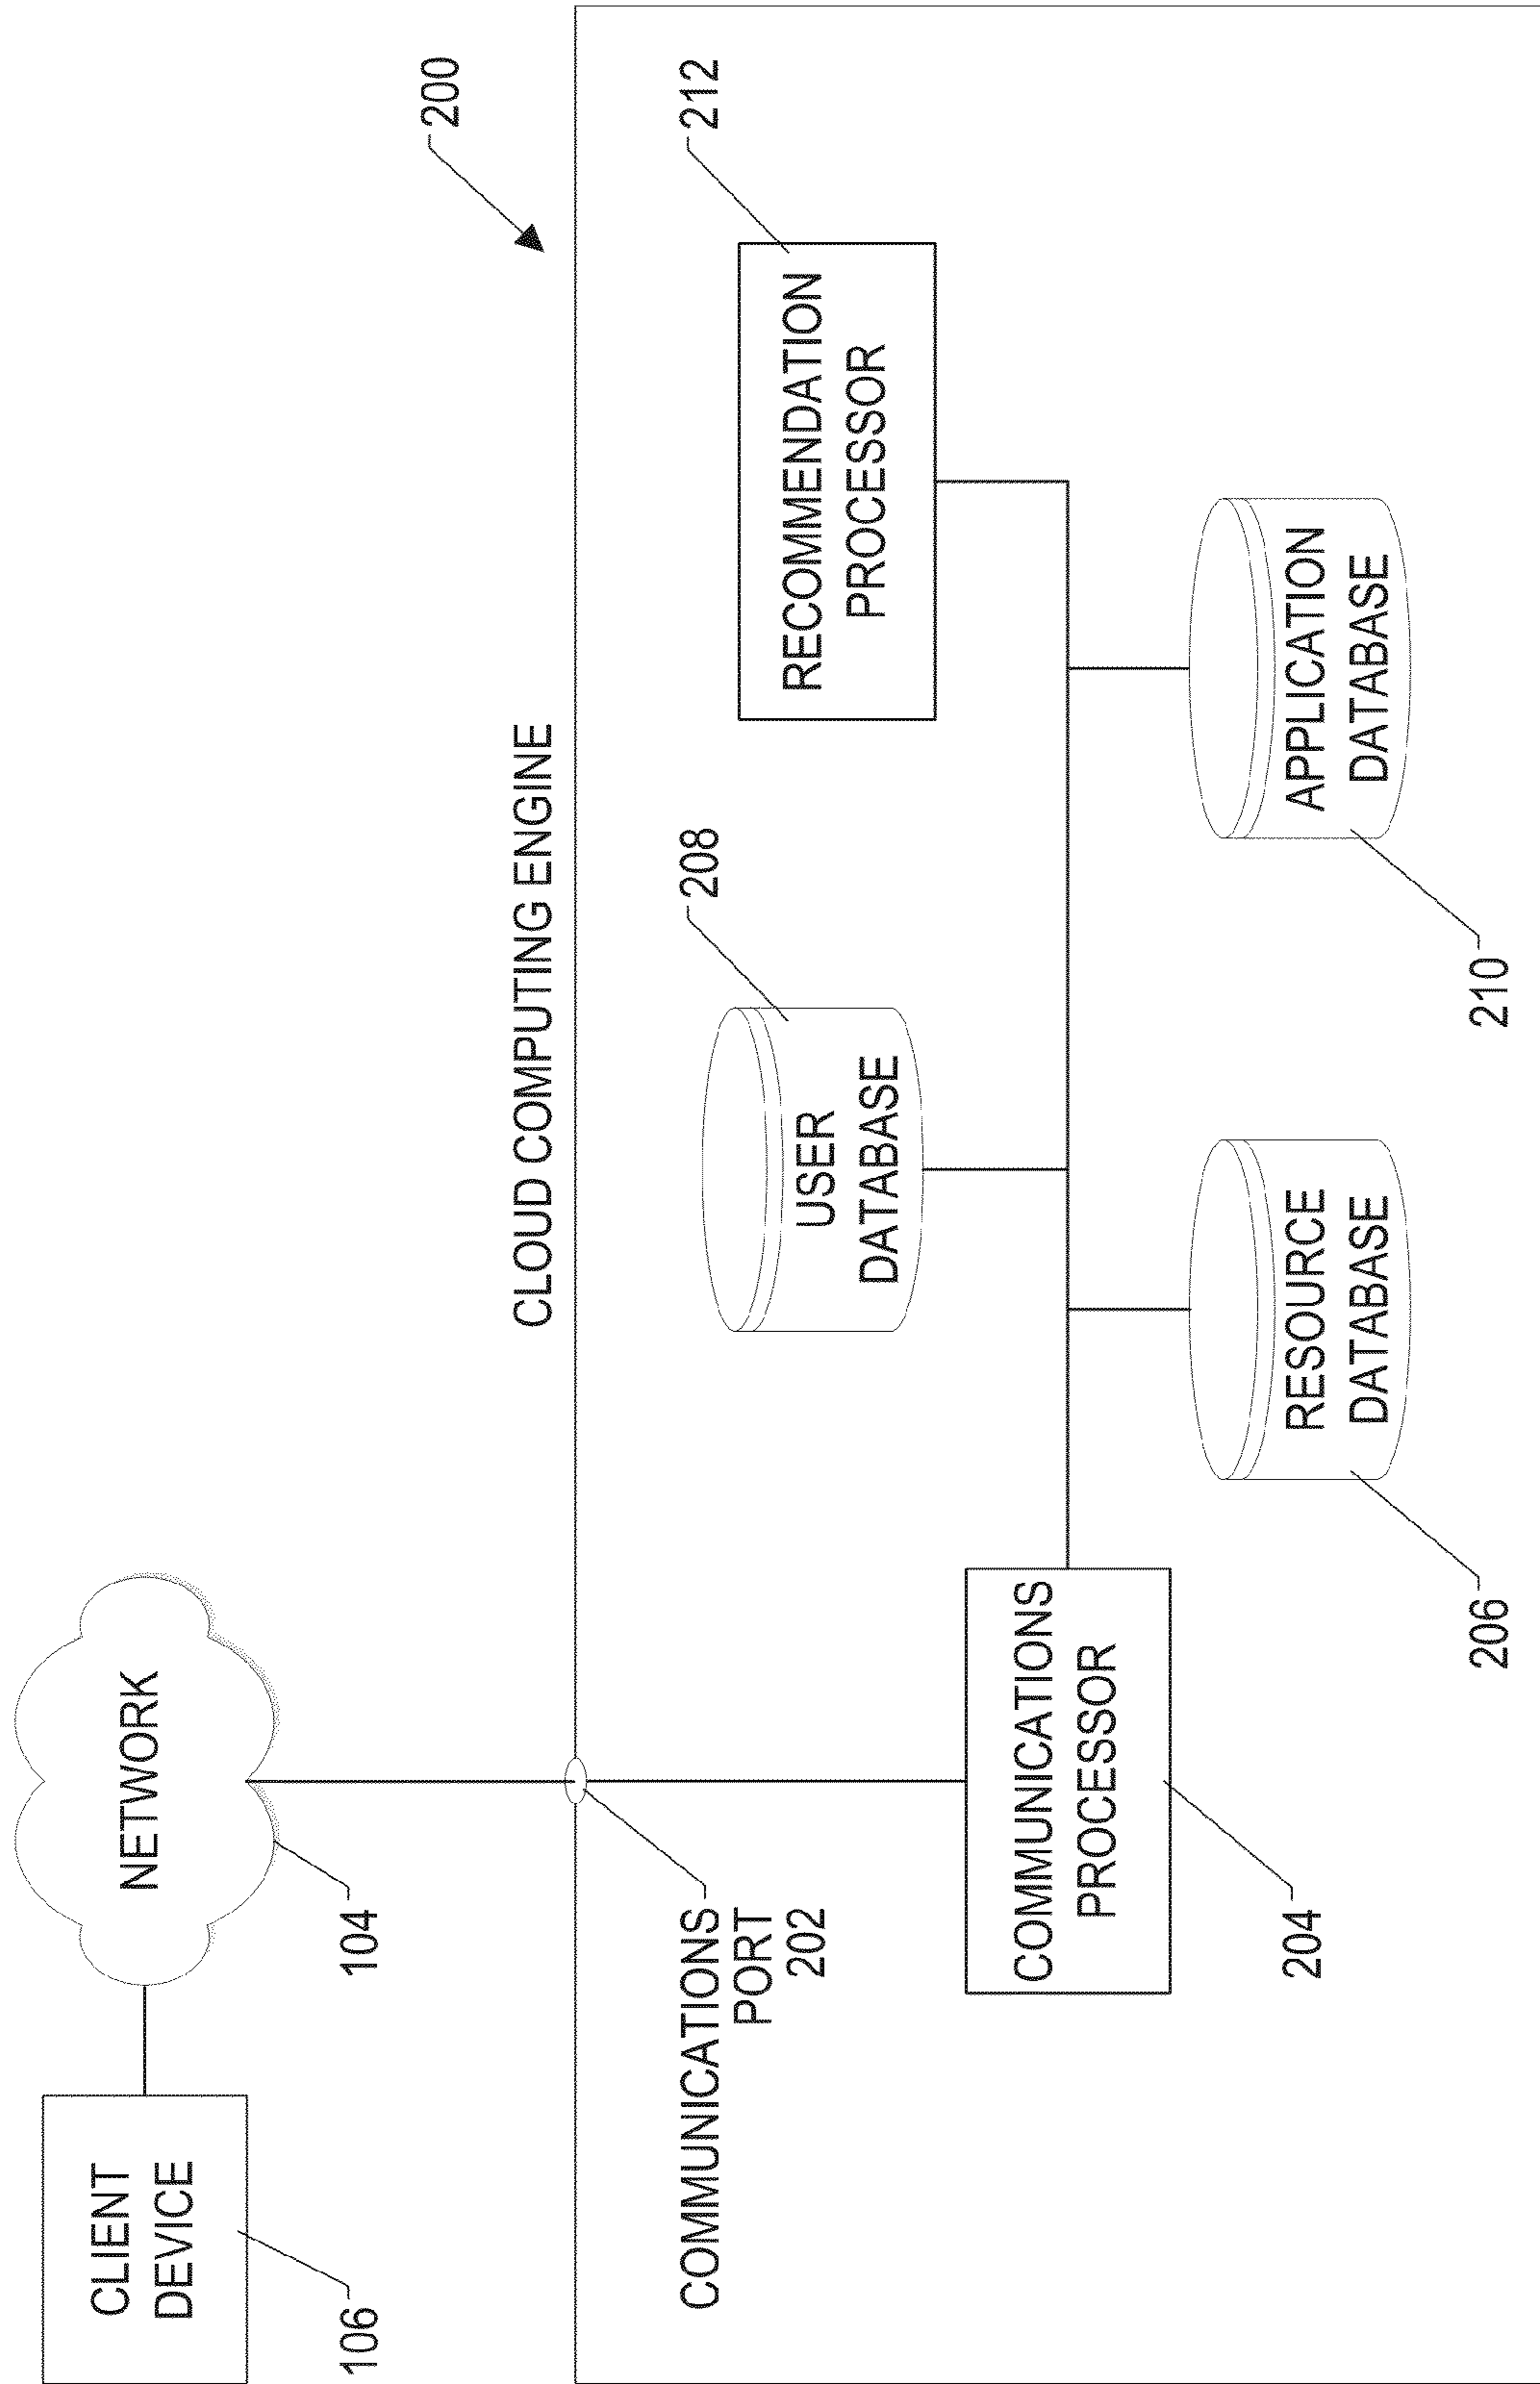 CLIENT
DEVICE
106
NETWORK
104
CLOUD COMPUTING ENGINE
200
COMMUNICATIONS
PORT
202
COMMUNICATIONS
PROCESSOR
204
USER
DATABASE
208
RESOURCE
DATABASE
206
RECOMMENDATION
PROCESSOR
212
APPLICATION
DATABASE
210